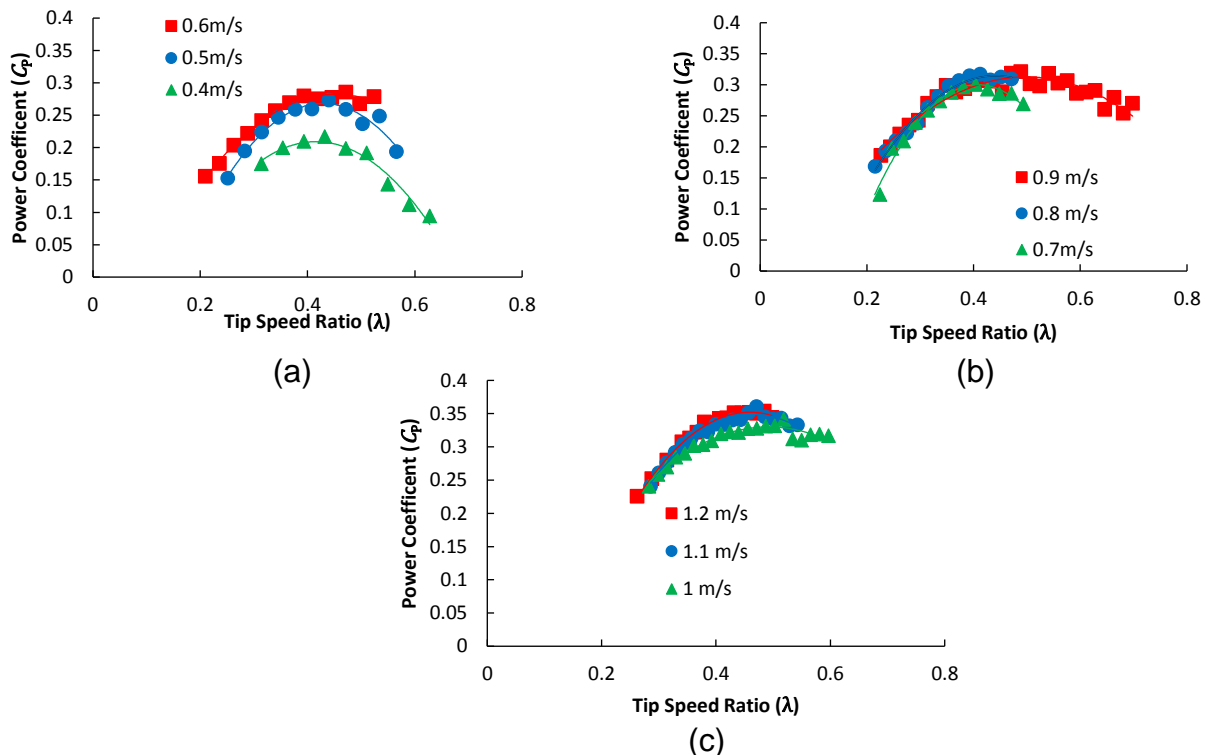 0.4
0.35
0.3
0.25
0.2
0.15
0.1
0.05
0
Power Coefficent (Cp)
0.6m/s
0.5m/s
0.4m/s
0 0.2 0.4 0.6 0.8
Tip Speed Ratio (λ)
(a)
0.4
0.35
0.3
0.25
0.2
0.15
0.1
0.05
0
Power Coefficent (Cp)
0.9 m/s
0.8 m/s
0.7m/s
0 0.2 0.4 0.6 0.8
Tip Speed Ratio (λ)
(b)
0.4
0.35
0.3
0.25
0.2
0.15
0.1
0.05
0
Power Coefficent (Cp)
1.2 m/s
1.1 m/s
1 m/s
0 0.2 0.4 0.6 0.8
Tip Speed Ratio (λ)
(c)